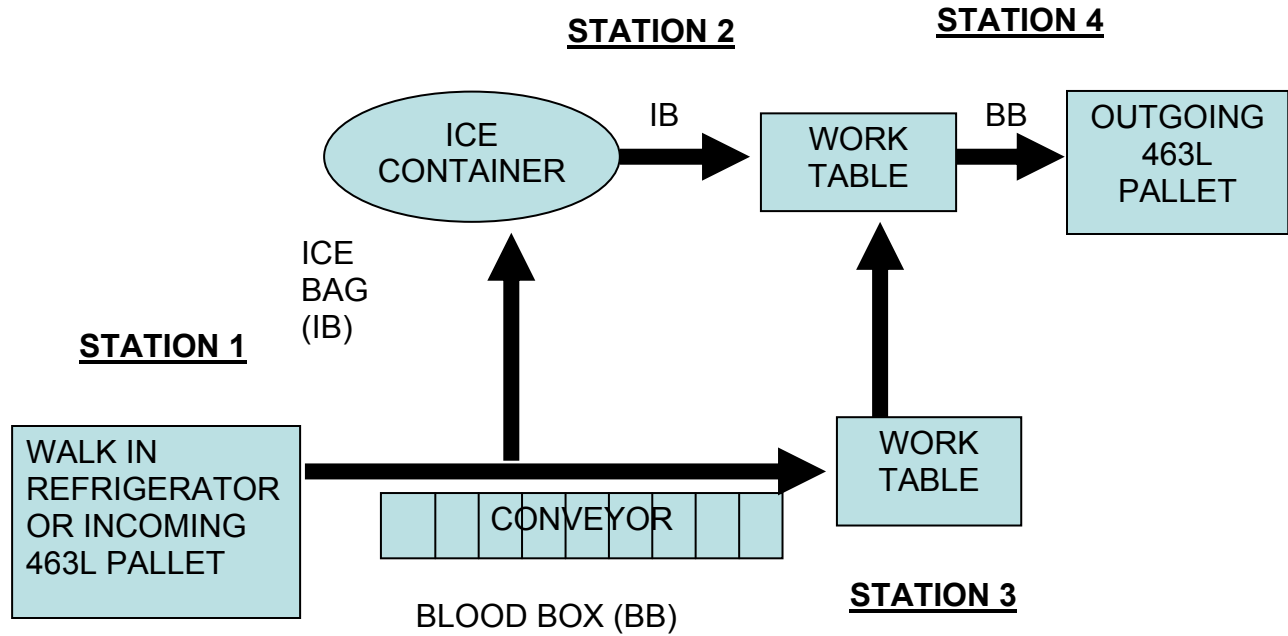 STATION 2
STATION 4
ICE
CONTAINER
IB
WORK
TABLE
BB
OUTGOING
463L
PALLET
ICE
BAG
(IB)
STATION 1
WALK IN
REFRIGERATOR
OR INCOMING
463L PALLET
CONVEYOR
WORK
TABLE
BLOOD BOX (BB)
STATION 3